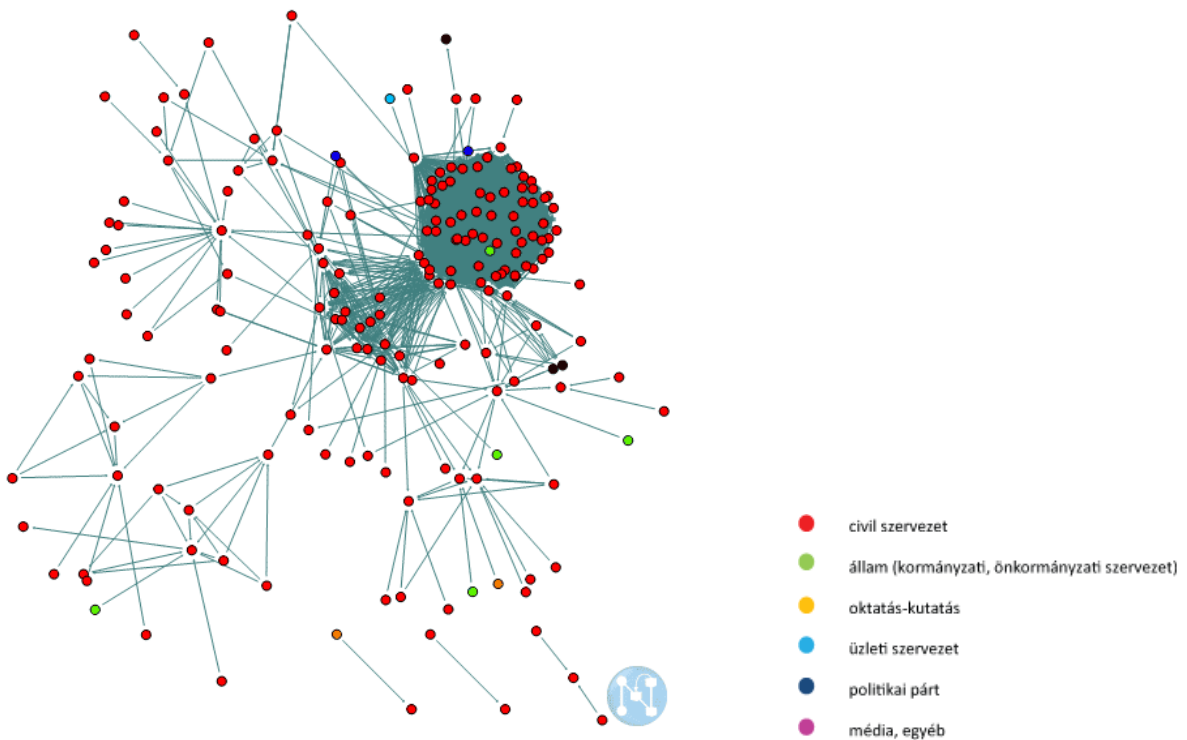 civil szervezet
állam (kormányzati, önkormányzati szervezet)
oktatás-kutatás
üzleti szervezet
politikai párt
média, egyéb